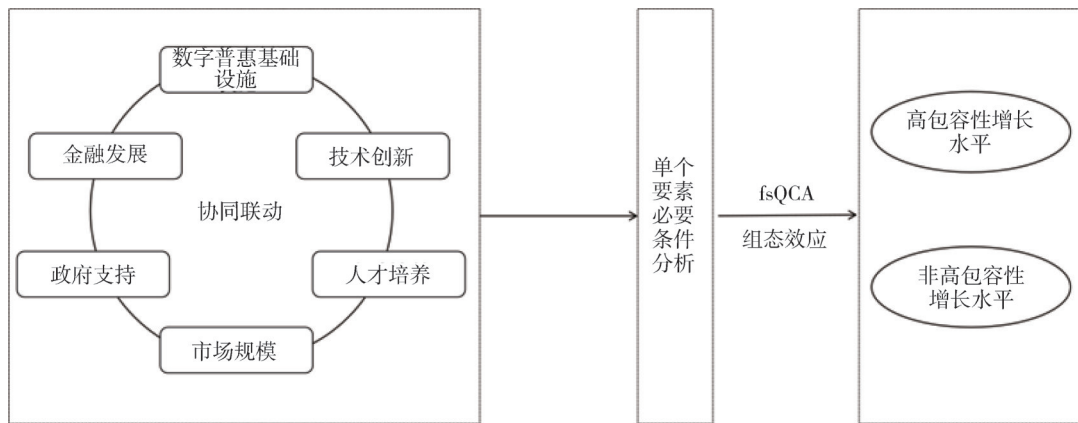 数字普惠基础
设施
金融发展
技术创新
协同联动
政府支持
人才培养
市场规模
单个
要素
必要
条件
分析
fsQCA
组态效应
高包容性增长
水平
非高包容性
增长水平